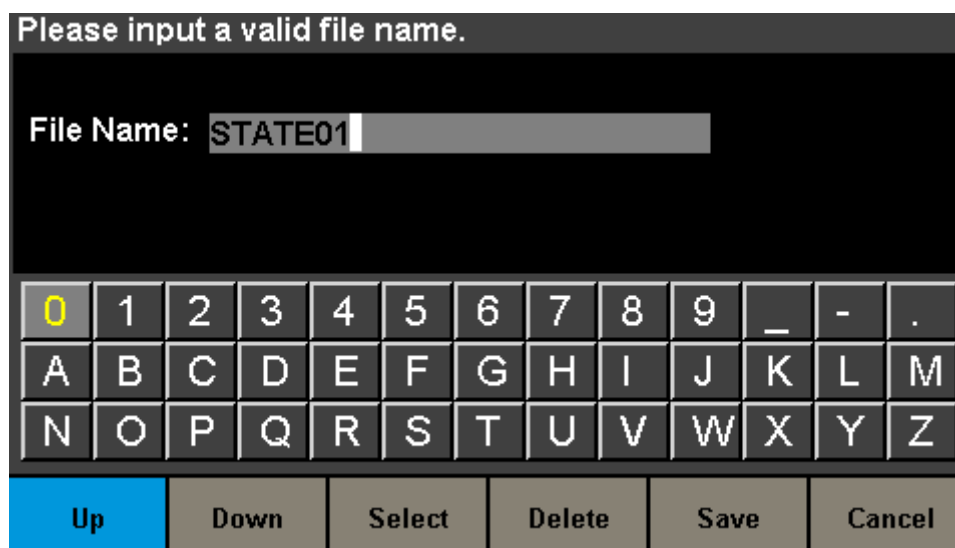 Please input a valid file name.
File Name: STATE01
0 1 2 3 4 5 6 7 8 9 _ - .
A B C D E F G H I J K L M
N O P Q R S T U V W X Y Z
Up Down Select Delete Save Cancel